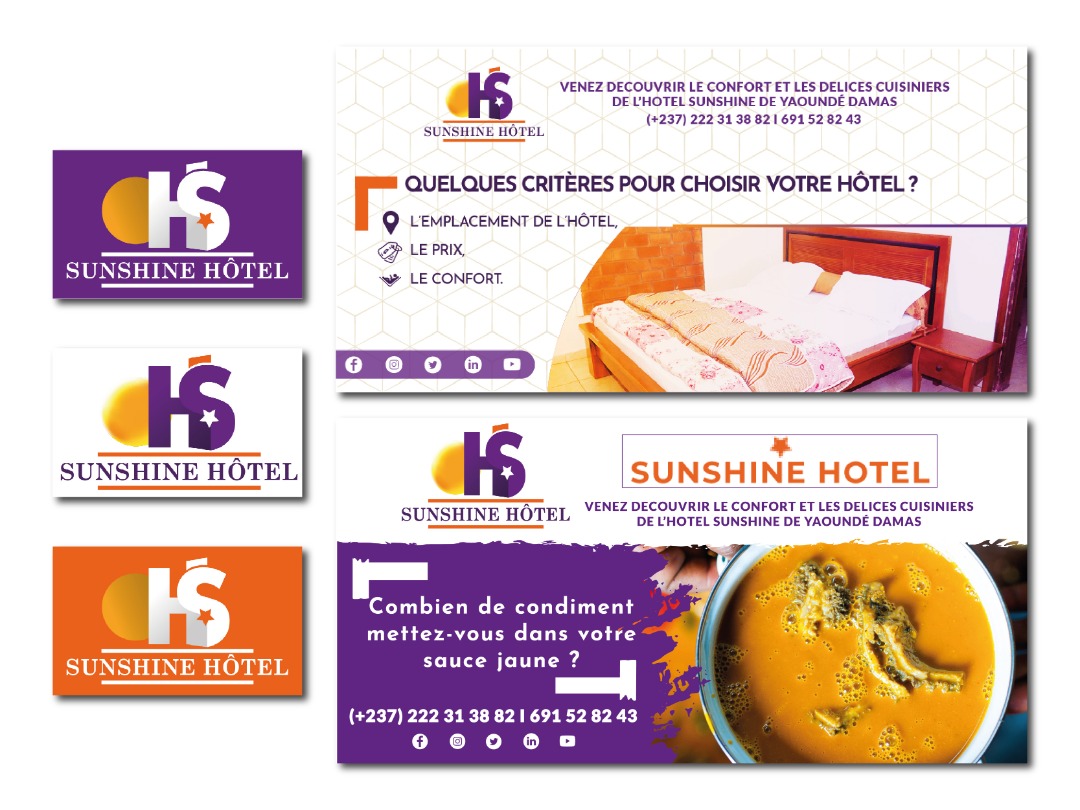 HS
SUNSHINE HÔTEL
HS
SUNSHINE HÔTEL
HS
SUNSHINE HÔTEL
HS
SUNSHINE HÔTEL
VENEZ DECOUVRIR LE CONFORT ET LES DELICES CUISINIERS
DE L'HOTEL SUNSHINE DE YAOUNDÉ DAMAS
(+237) 222 31 38 82 I 691 52 82 43
QUELQUES CRITÈRES POUR CHOISIR VOTRE HÔTEL ?
L'EMPLACEMENT DE L'HÔTEL,
LE PRIX,
LE CONFORT.
HS
SUNSHINE HÔTEL
SUNSHINE HOTEL
VENEZ DECOUVRIR LE CONFORT ET LES DELICES CUISINIERS
DE L'HOTEL SUNSHINE DE YAOUNDÉ DAMAS
Combien de condiment
mettez-vous dans votre
sauce jaune ?
(+237) 222 31 38 82 I 691 52 82 43